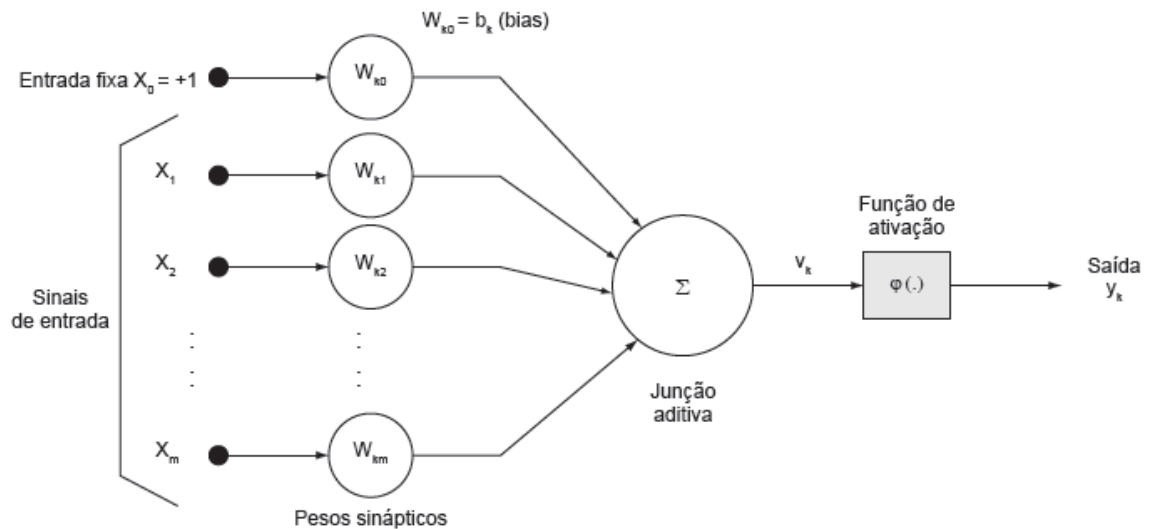 W_k0 = b_k (bias)
Entrada fixa X_0 = +1
W_k0
X_1
W_k1
X_2
W_k2
Sinais
de entrada
X_m
W_km
Pesos sinápticos
Σ
Junção
aditiva
v_k
Função de
ativação
φ(.)
Saída
y_k